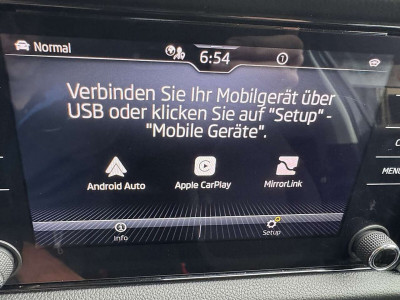 Normal
6:54
Verbinden Sie Ihr Mobilgerät über
USB oder klicken Sie auf "Setup" -
"Mobile Geräte".
Android Auto
Apple CarPlay
MirrorLink
Info
Setup
MENU